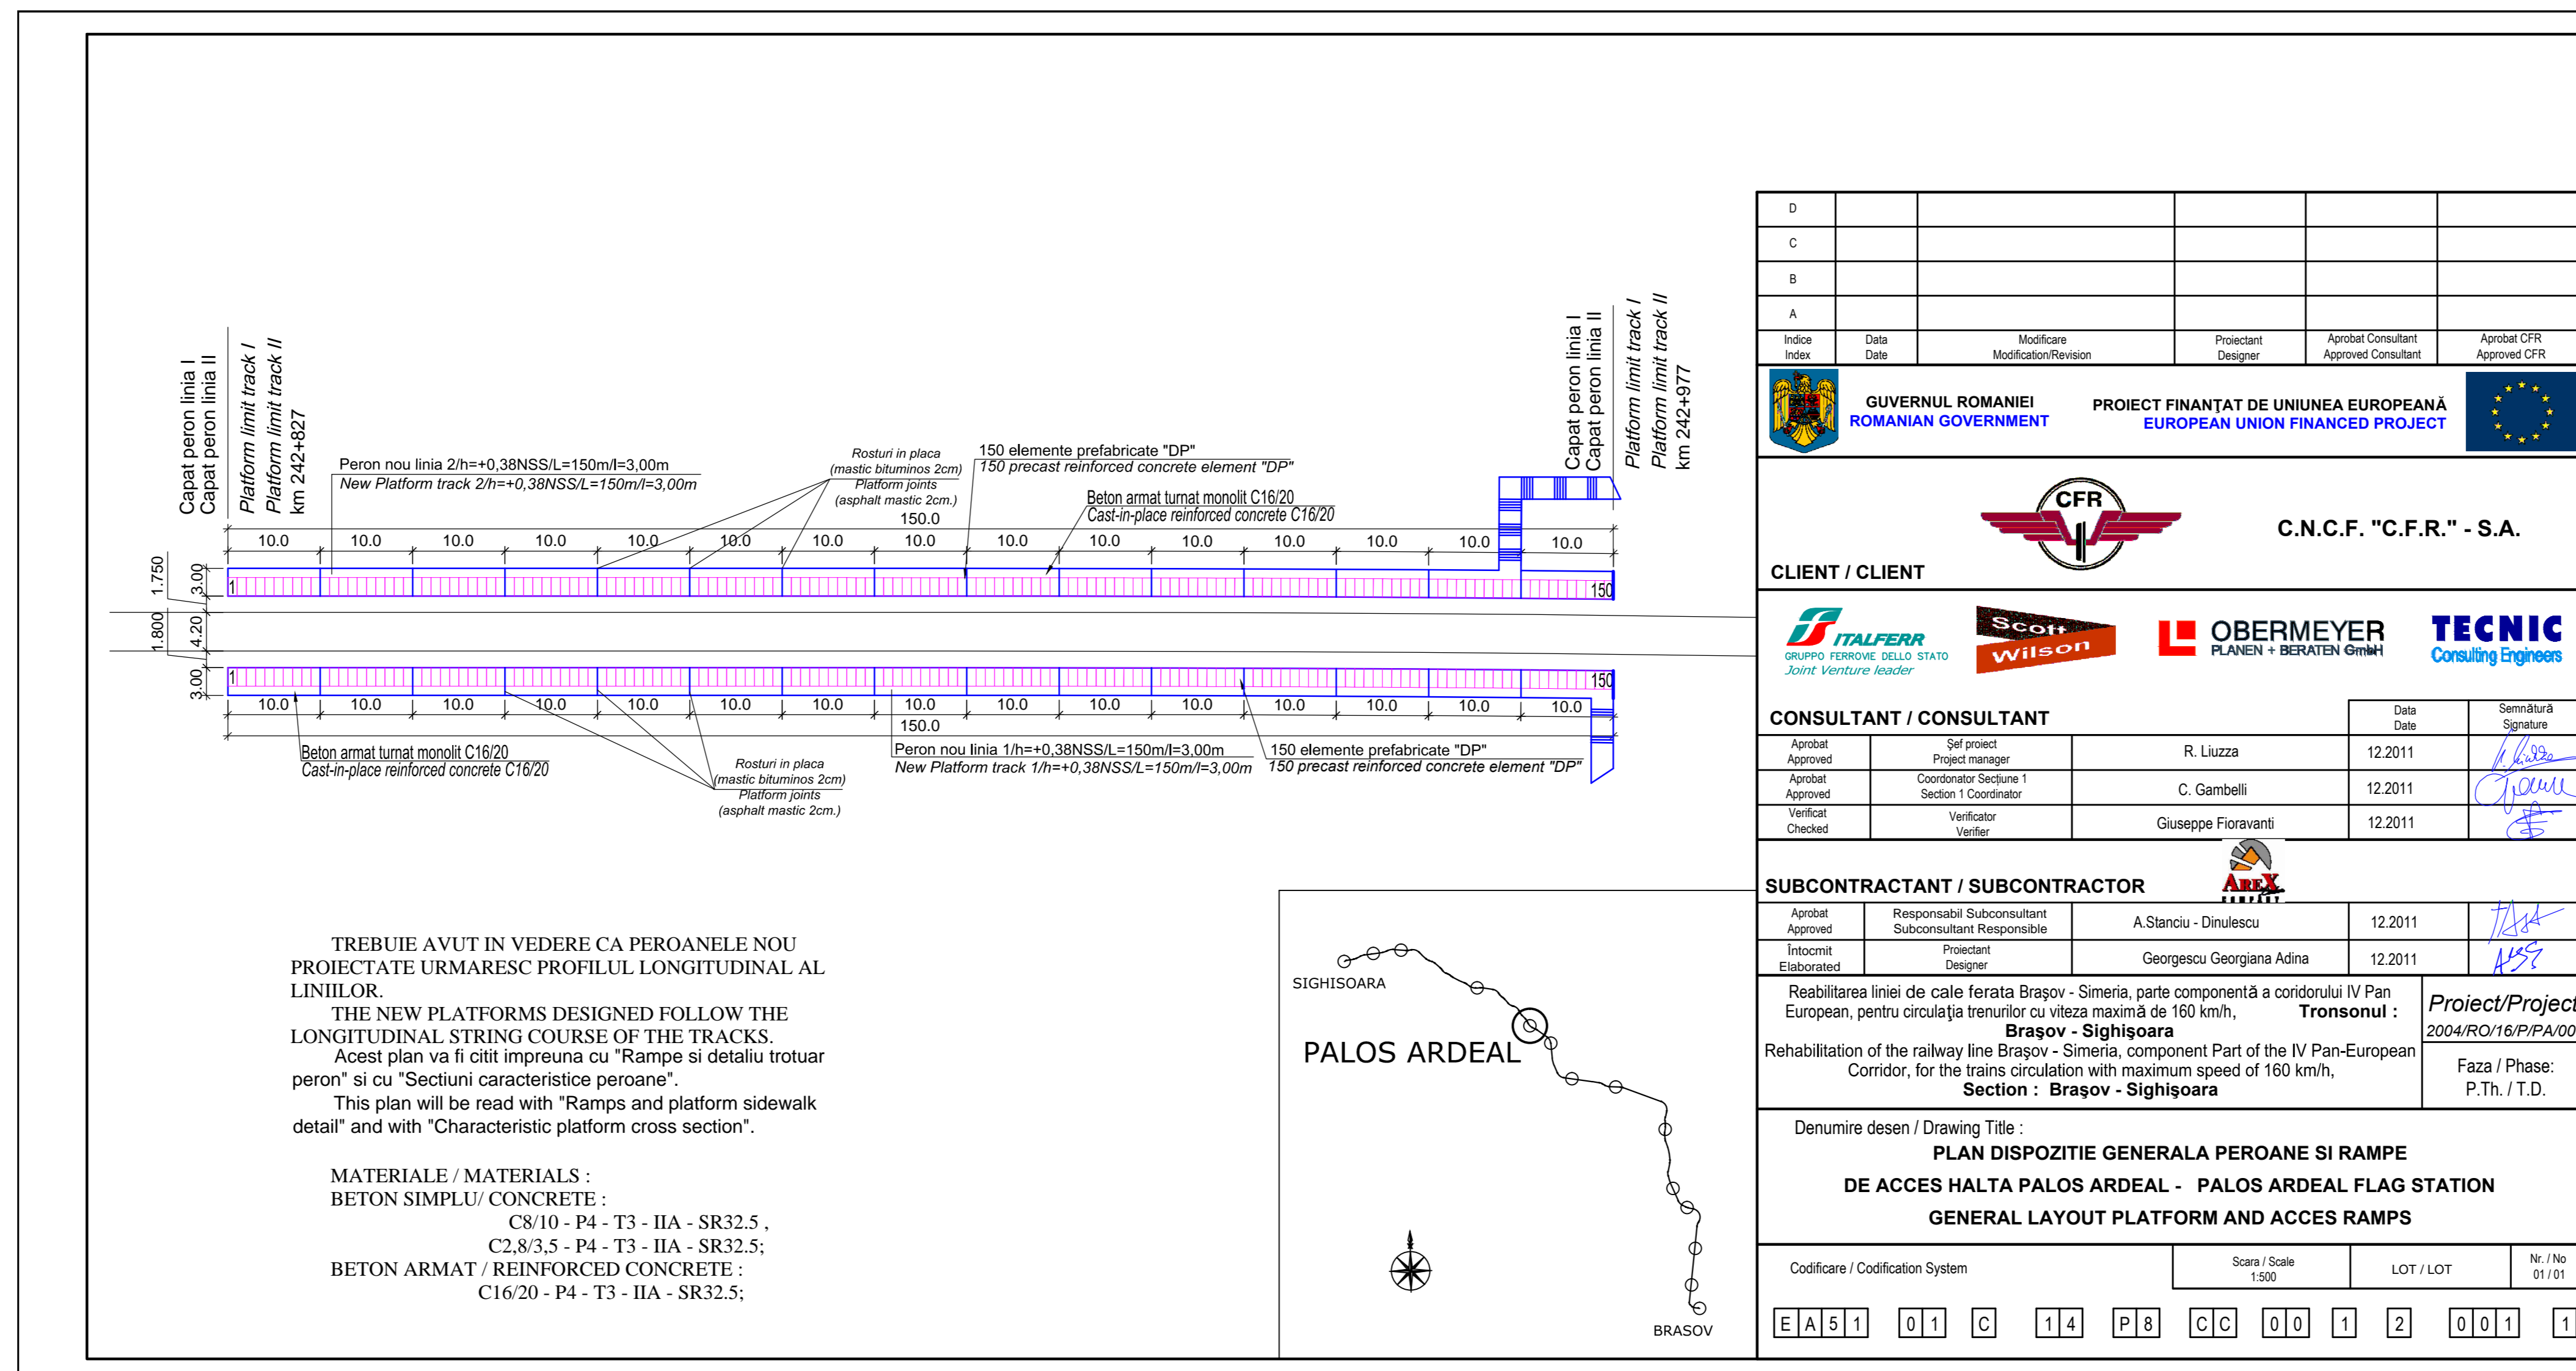 Capat peron linia I
Capat peron linia II
Platform limit track I
Platform limit track II
km 242+827
Peron nou linia 2/h=+0,38NSS/L=150m/l=3,00m
New Platform track 2/h=+0,38NSS/L=150m/l=3,00m
Rosturi in placa
(mastic bituminos 2cm)
Platform joints
(asphalt mastic 2cm.)
150 elemente prefabricate "DP"
150 precast reinforced concrete element "DP"
Beton armat turnat monolit C16/20
Cast-in-place reinforced concrete C16/20
Capat peron linia I
Capat peron linia II
Platform limit track I
Platform limit track II
km 242+977
150.0
10.0 10.0 10.0 10.0 10.0 10.0 10.0 10.0 10.0 10.0 10.0 10.0 10.0 10.0 10.0
1.750
3.00
1 150
1.800
4.20
3.00
1 150
10.0 10.0 10.0 10.0 10.0 10.0 10.0 10.0 10.0 10.0 10.0 10.0 10.0 10.0 10.0
150.0
Beton armat turnat monolit C16/20
Cast-in-place reinforced concrete C16/20
Rosturi in placa
(mastic bituminos 2cm)
Platform joints
(asphalt mastic 2cm.)
Peron nou linia 1/h=+0,38NSS/L=150m/l=3,00m
New Platform track 1/h=+0,38NSS/L=150m/l=3,00m
150 elemente prefabricate "DP"
150 precast reinforced concrete element "DP"
TREBUIE AVUT IN VEDERE CA PEROANELE NOU
PROIECTATE URMARESC PROFILUL LONGITUDINAL AL
LINIILOR.
THE NEW PLATFORMS DESIGNED FOLLOW THE
LONGITUDINAL STRING COURSE OF THE TRACKS.
Acest plan va fi citit impreuna cu "Rampe si detaliu trotuar
peron" si cu "Sectiuni caracteristice peroane".
This plan will be read with "Ramps and platform sidewalk
detail" and with "Characteristic platform cross section".
MATERIALE / MATERIALS :
BETON SIMPLU/ CONCRETE :
C8/10 - P4 - T3 - IIA - SR32.5 ,
C2,8/3,5 - P4 - T3 - IIA - SR32.5;
BETON ARMAT / REINFORCED CONCRETE :
C16/20 - P4 - T3 - IIA - SR32.5;
SIGHISOARA
PALOS ARDEAL
BRASOV
D
C
B
A
Indice Data Modificare Proiectant Aprobat Consultant Aprobat CFR
Index Date Modification/Revision Designer Approved Consultant Approved CFR
GUVERNUL ROMANIEI
ROMANIAN GOVERNMENT
PROIECT FINANŢAT DE UNIUNEA EUROPEANĂ
EUROPEAN UNION FINANCED PROJECT
CFR
C.N.C.F. "C.F.R." - S.A.
CLIENT / CLIENT
ITALFERR
GRUPPO FERROVIE DELLO STATO
Joint Venture leader
Scott
Wilson
OBERMEYER
PLANEN + BERATEN GmbH
TECNIC
Consulting Engineers
CONSULTANT / CONSULTANT
Data Semnătură
Date Signature
Aprobat Şef proiect
Approved Project manager R. Liuzza 12.2011
Aprobat Coordonator Secţiune 1
Approved Section 1 Coordinator C. Gambelli 12.2011
Verificat Verificator
Checked Verifier Giuseppe Fioravanti 12.2011
AREX
COMPANY
SUBCONTRACTANT / SUBCONTRACTOR
Aprobat Responsabil Subconsultant
Approved Subconsultant Responsible A.Stanciu - Dinulescu 12.2011
Întocmit Proiectant
Elaborated Designer Georgescu Georgiana Adina 12.2011
Reabilitarea liniei de cale ferata Braşov - Simeria, parte componentă a coridorului IV Pan
European, pentru circulaţia trenurilor cu viteza maximă de 160 km/h, Tronsonul :
Braşov - Sighişoara
Rehabilitation of the railway line Braşov - Simeria, component Part of the IV Pan-European
Corridor, for the trains circulation with maximum speed of 160 km/h,
Section : Braşov - Sighişoara
Proiect/Project
2004/RO/16/P/PA/00
Faza / Phase:
P.Th. / T.D.
Denumire desen / Drawing Title :
PLAN DISPOZITIE GENERALA PEROANE SI RAMPE
DE ACCES HALTA PALOS ARDEAL - PALOS ARDEAL FLAG STATION
GENERAL LAYOUT PLATFORM AND ACCES RAMPS
Codificare / Codification System
Scara / Scale
1:500
LOT / LOT
Nr. / No
01 / 01
E A 5 1 0 1 C 1 4 P 8 C C 0 0 1 2 0 0 1 1